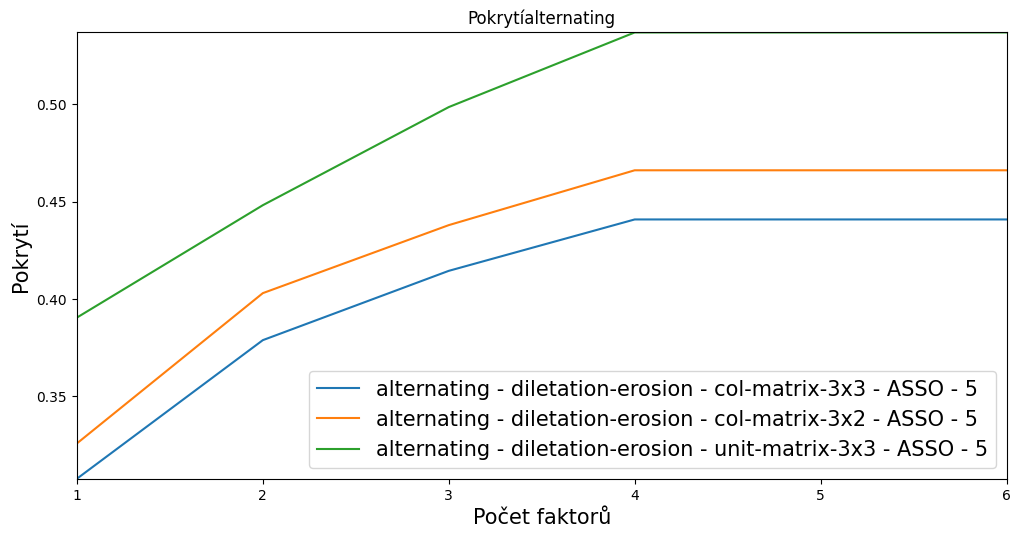 Pokrytíalternating
Pokrytí
0.50
0.45
0.40
0.35
alternating - diletation-erosion - col-matrix-3x3 - ASSO - 5
alternating - diletation-erosion - col-matrix-3x2 - ASSO - 5
alternating - diletation-erosion - unit-matrix-3x3 - ASSO - 5
1 2 3 4 5 6
Počet faktorů